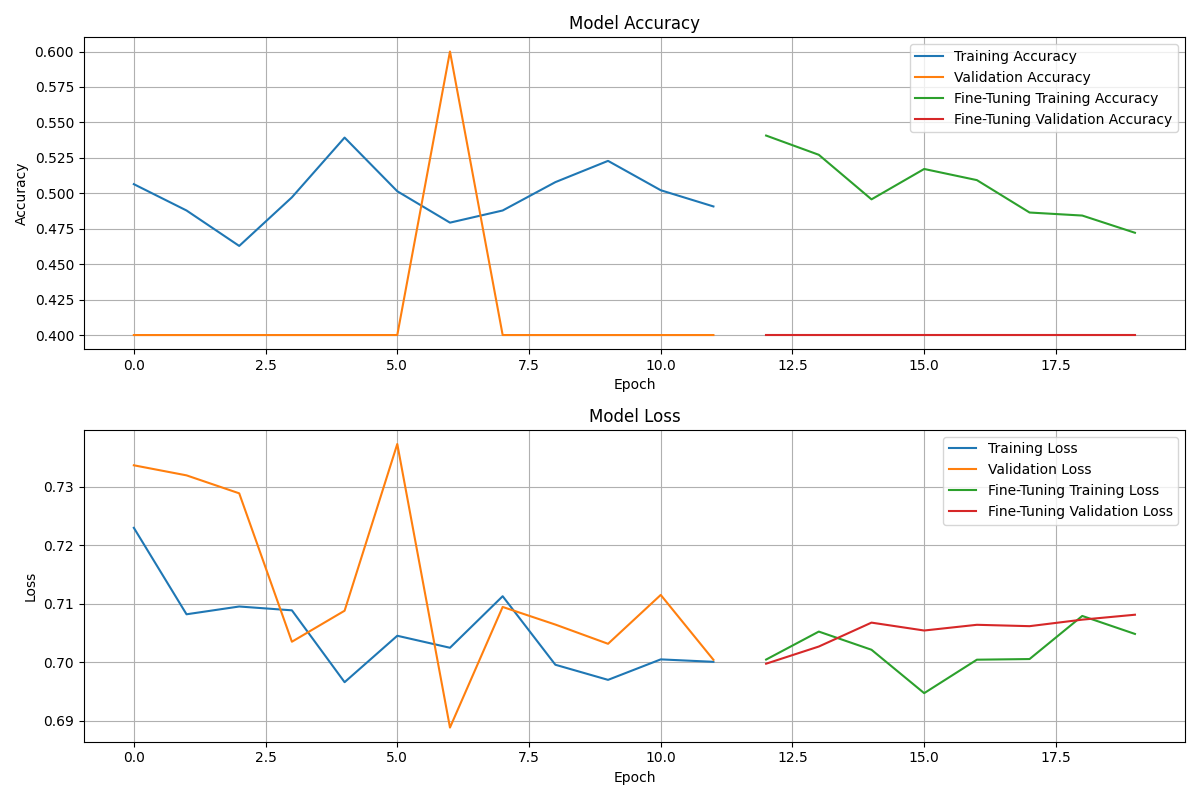 Model Accuracy
0.600
0.575
0.550
0.525
0.500
0.475
0.450
0.425
0.400
Accuracy
Training Accuracy
Validation Accuracy
Fine-Tuning Training Accuracy
Fine-Tuning Validation Accuracy
0.0 2.5 5.0 7.5 10.0 12.5 15.0 17.5
Epoch
Model Loss
0.73
0.72
0.71
0.70
0.69
Loss
Training Loss
Validation Loss
Fine-Tuning Training Loss
Fine-Tuning Validation Loss
0.0 2.5 5.0 7.5 10.0 12.5 15.0 17.5
Epoch